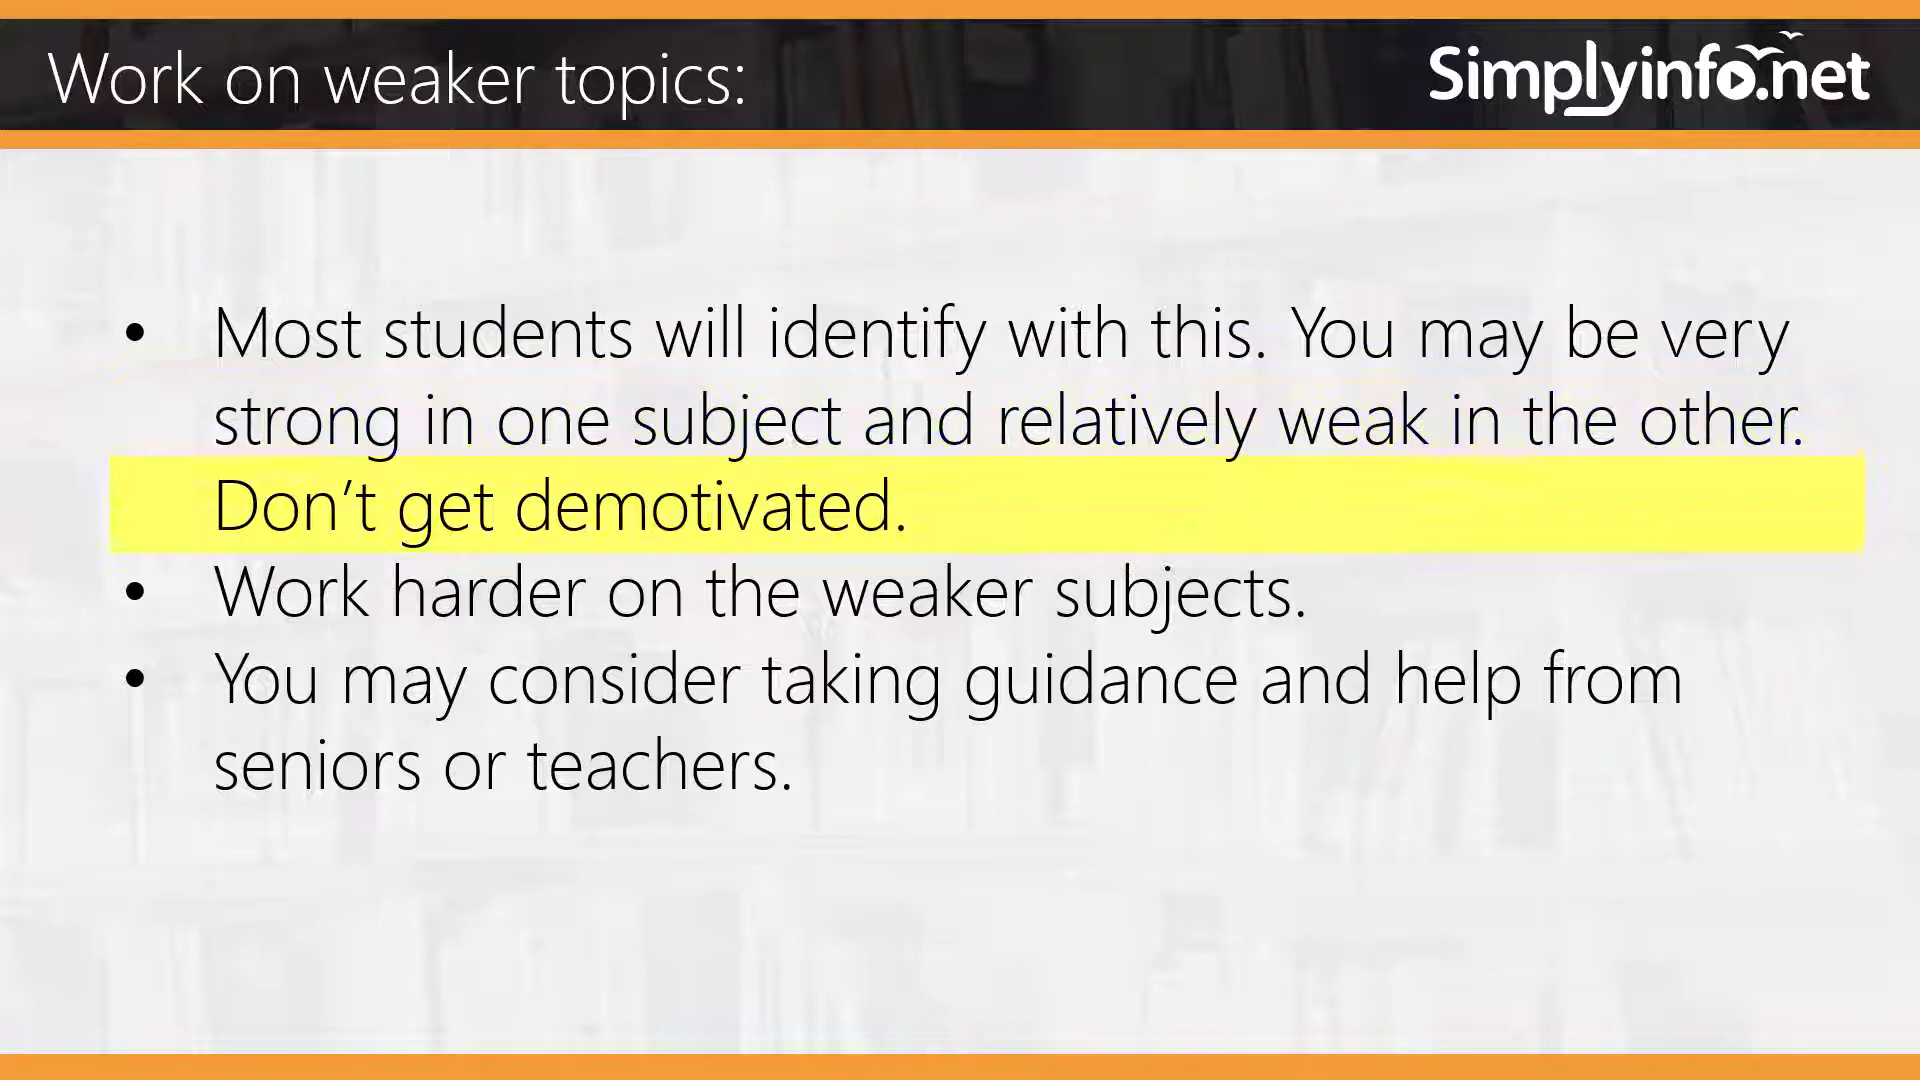 Work on weaker topics:
Simplyinfo.net
• Most students will identify with this. You may be very
strong in one subject and relatively weak in the other.
Don’t get demotivated.
• Work harder on the weaker subjects.
• You may consider taking guidance and help from
seniors or teachers.